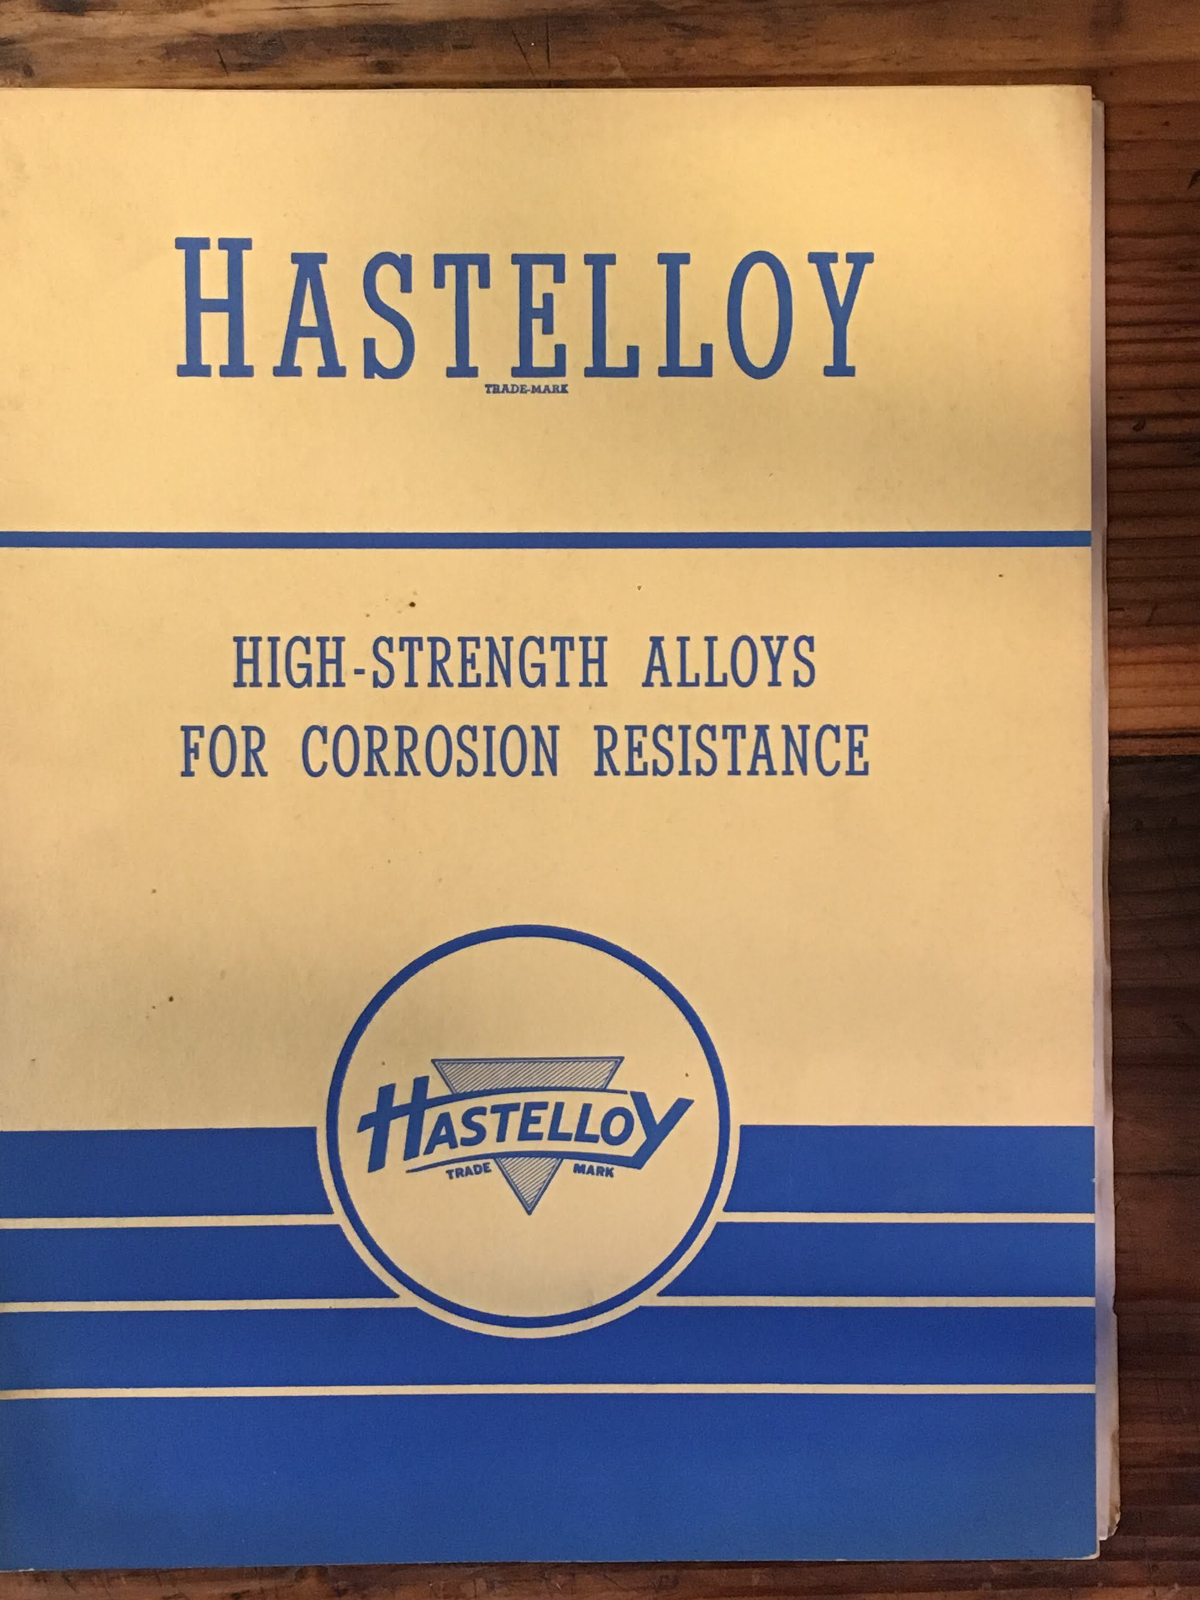 HASTELLOY
TRADE-MARK
HIGH-STRENGTH ALLOYS
FOR CORROSION RESISTANCE
HASTELLOY
TRADE MARK